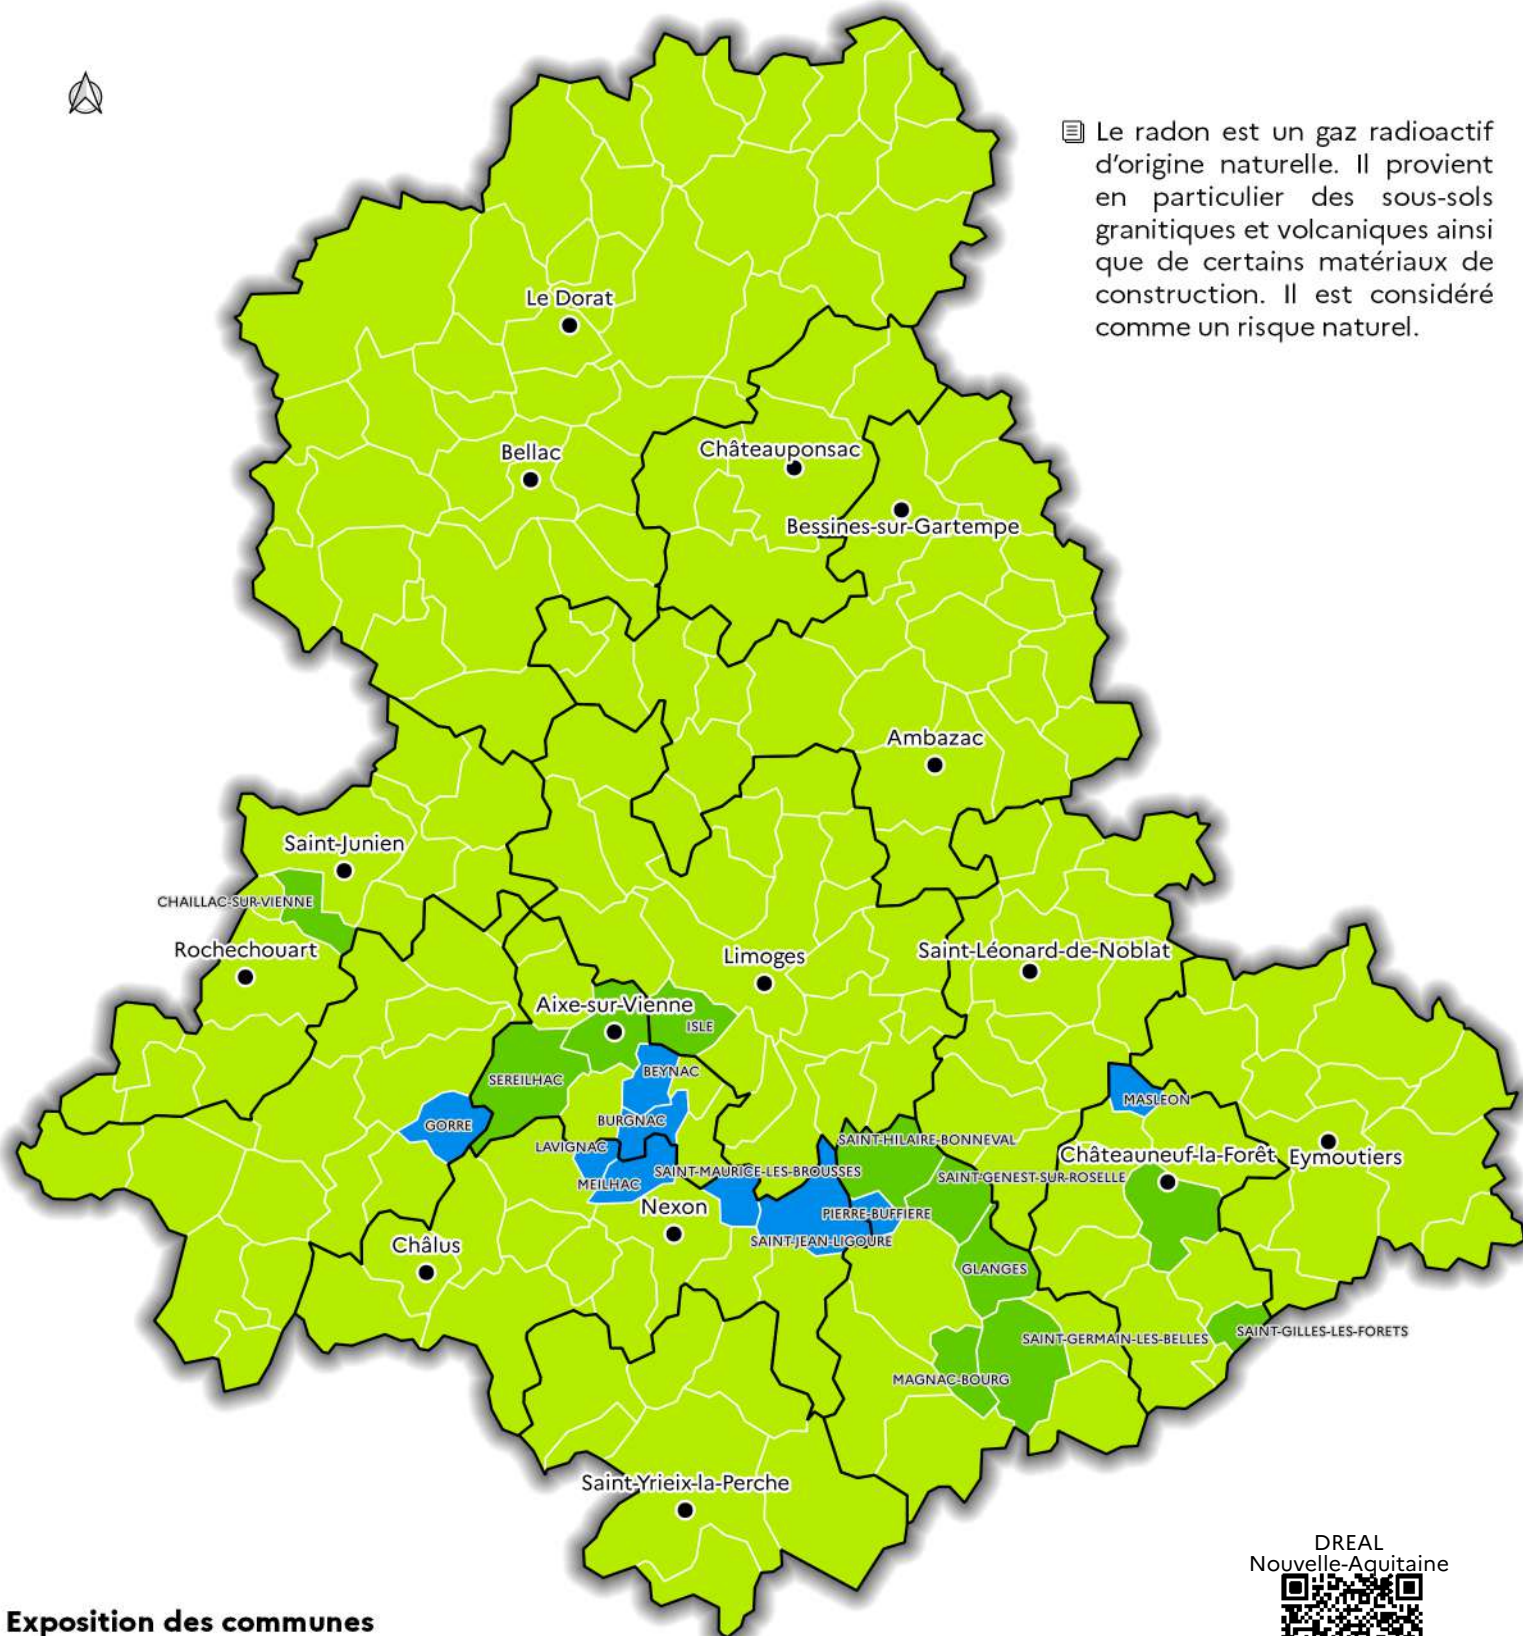 Le radon est un gaz radioactif
d'origine naturelle. Il provient
en particulier des sous-sols
granitiques et volcaniques ainsi
que de certains matériaux de
construction. Il est considéré
comme un risque naturel.
Le Dorat
Bellac
Châteauponsac
Bessines-sur-Gartempe
Ambazac
Saint-Junien
CHAILLAC-SUR-VIENNE
Rochechouart
Limoges
Saint-Léonard-de-Noblat
Aixe-sur-Vienne
ISLE
SEREILHAC
BEYNAC
MASLEON
BURGNAC
GORRE
SAINT-HILAIRE-BONNEVAL
LAVIGNAC
Châteauneuf-la-Forêt
Eymoutiers
SAINT-MAURICE-LES-BROUSSES
SAINT-GENEST-SUR-ROSELLE
MEILHAC
Nexon
PIERRE-BUFFIERE
SAINT-JEAN-LIGOURE
Châlus
GLANGES
SAINT-GERMAIN-LES-BELLES
SAINT-GILLES-LES-FORETS
MAGNAC-BOURG
Saint-Yrieix-la-Perche
DREAL
Nouvelle-Aquitaine
Exposition des communes